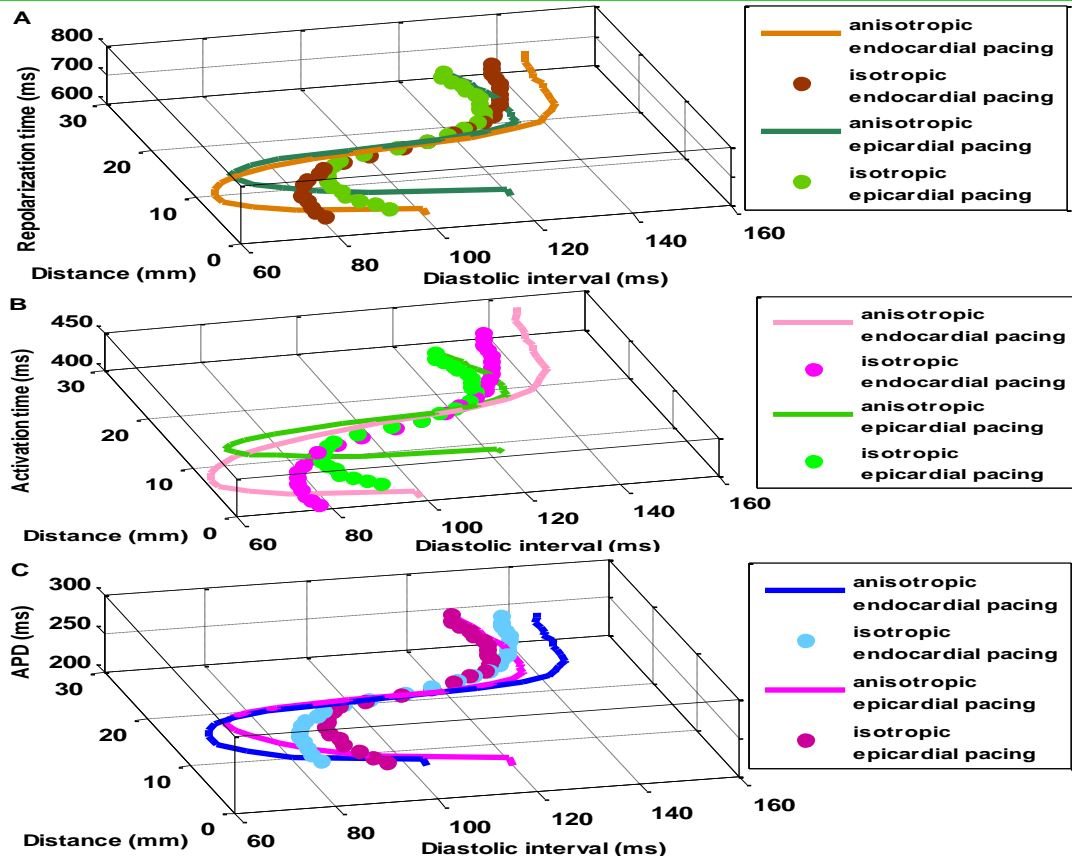 A
800
700
600
30
20
10
0
Repolarization time (ms)
Distance (mm)
60
80
100
120
140
160
Diastolic interval (ms)
anisotropic
endocardial pacing
isotropic
endocardial pacing
anisotropic
epicardial pacing
isotropic
epicardial pacing
B
450
400
30
20
10
0
Activation time (ms)
Distance (mm)
60
80
100
120
140
160
Diastolic interval (ms)
anisotropic
endocardial pacing
isotropic
endocardial pacing
anisotropic
epicardial pacing
isotropic
epicardial pacing
C
300
250
200
30
20
10
0
APD (ms)
Distance (mm)
60
80
100
120
140
160
Diastolic interval (ms)
anisotropic
endocardial pacing
isotropic
endocardial pacing
anisotropic
epicardial pacing
isotropic
epicardial pacing